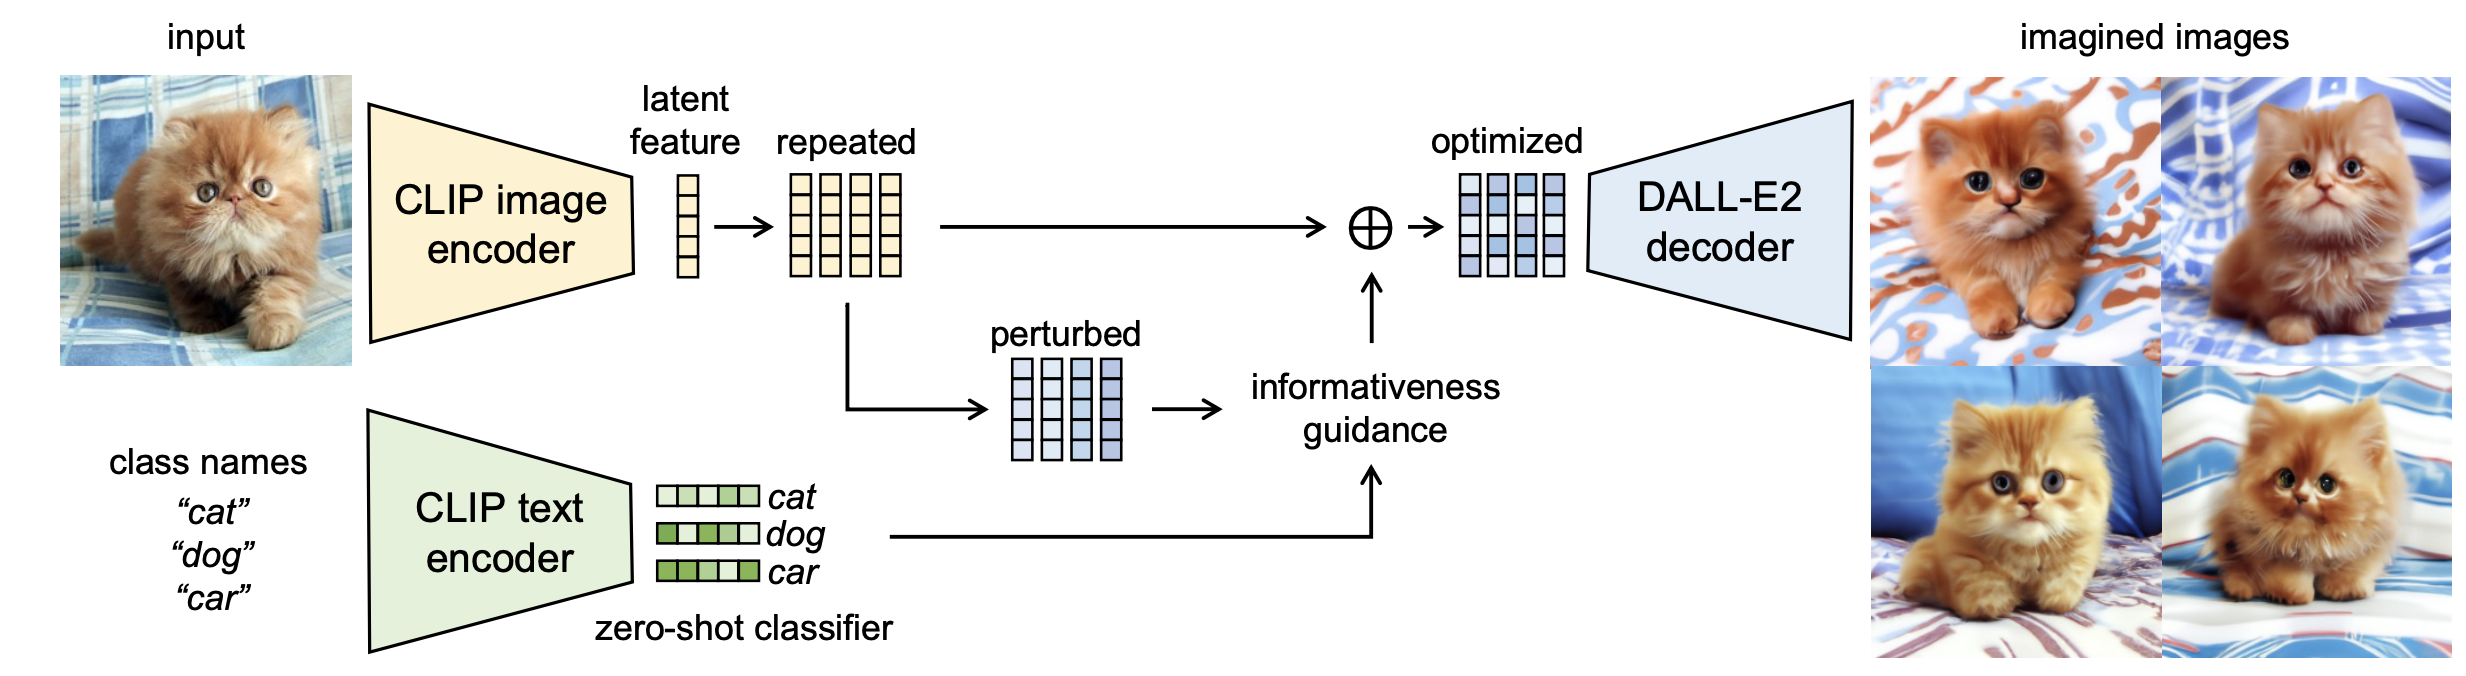 input
CLIP image
encoder
latent
feature
repeated
optimized
DALL-E2
decoder
imagined images
perturbed
informativeness
guidance
class names
“cat”
“dog”
“car”
CLIP text
encoder
cat
dog
car
zero-shot classifier